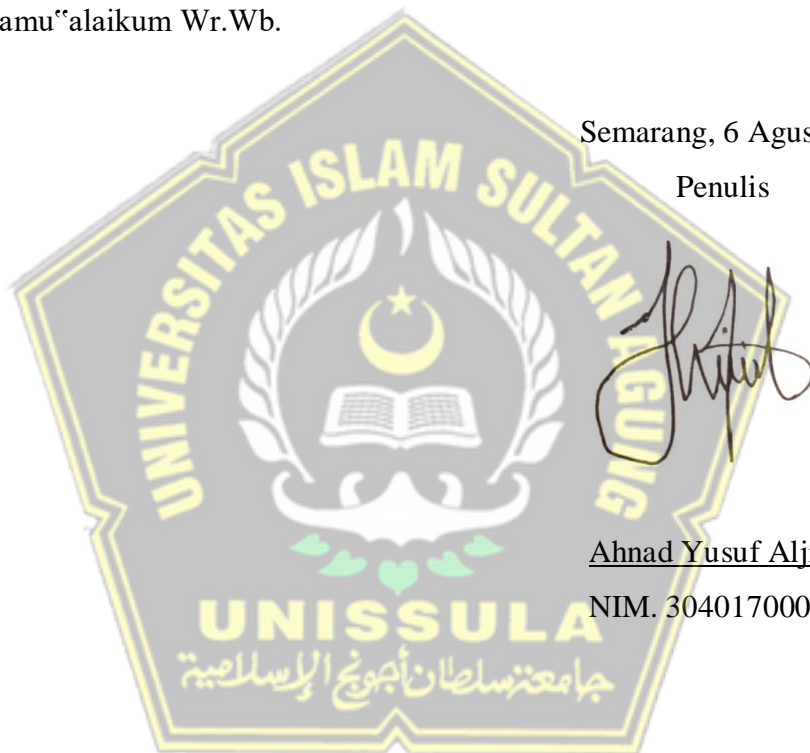 amu‟alaikum Wr.Wb.
Semarang, 6 Agus
Penulis
UNIVERSITAS ISLAM SULTAN AGUNG
Ahnad Yusuf Alj
NIM. 304017000
UNISSULA
جامعة سلطان أجونج الإسلامية